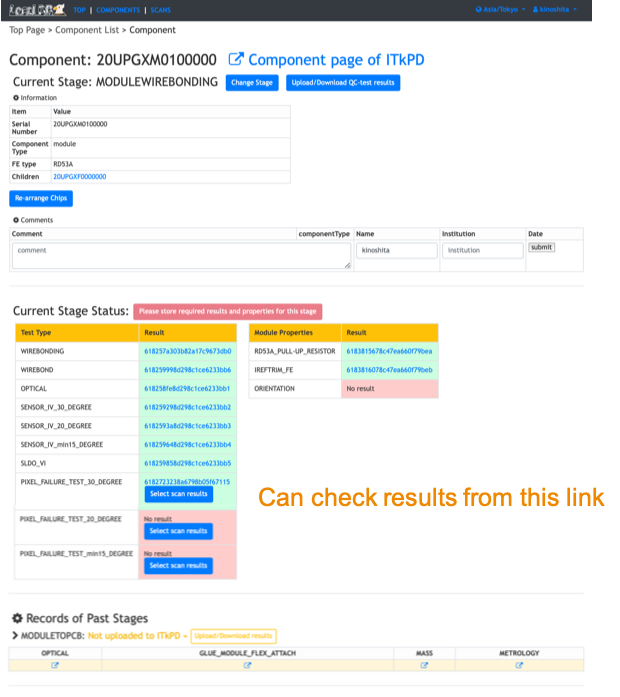 LocalDB
TOP | COMPONENTS | SCANS
Asia/Tokyo
kinoshita
Top Page > Component List > Component
Component: 20UPGXM0100000 Component page of ITkPD
Current Stage: MODULEWIREBONDING Change Stage Upload/Download QC-test results
Information
Item Value
Serial Number 20UPGXM0100000
Component Type module
FE type RD53A
Children 20UPGXF0000000
Re-arrange Chips
Comments
Comment componentType Name Institution Date
comment kinoshita Institution submit
Current Stage Status: Please store required results and properties for this stage
Test Type Result
WIREBONDING 618257a303b82a17c9673db0
WIREBOND 618259998d298c1ce6233bb6
OPTICAL 618258fe8d298c1ce6233bb1
SENSOR_IV_30_DEGREE 618259298d298c1ce6233bb2
SENSOR_IV_20_DEGREE 6182593a8d298c1ce6233bb3
SENSOR_IV_min15_DEGREE 618259648d298c1ce6233bb4
SLDO_VI 618259858d298c1ce6233bb5
PIXEL_FAILURE_TEST_30_DEGREE 6182723238a6798b05f67115
Select scan results
PIXEL_FAILURE_TEST_20_DEGREE No result
Select scan results
PIXEL_FAILURE_TEST_min15_DEGREE No result
Select scan results
Module Properties Result
RD53A_PULL-UP_RESISTOR 6183815678c47ea660f79bea
IREFTRIM_FE 6183816078c47ea660f79beb
ORIENTATION No result
Can check results from this link
Records of Past Stages
MODULETOPCB: Not uploaded to ITkPD - Upload/Download results
OPTICAL GLUE_MODULE_FLEX_ATTACH MASS METROLOGY